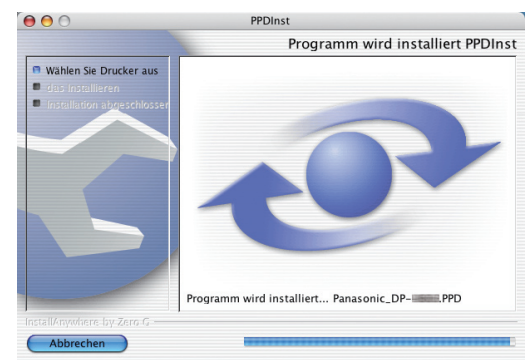 PPDInst
Programm wird installiert PPDInst
Wählen Sie Drucker aus
das Installieren
Installation abgeschlossen
Programm wird installiert... Panasonic_DP- .PPD
InstallAnywhere by Zero G
Abbrechen